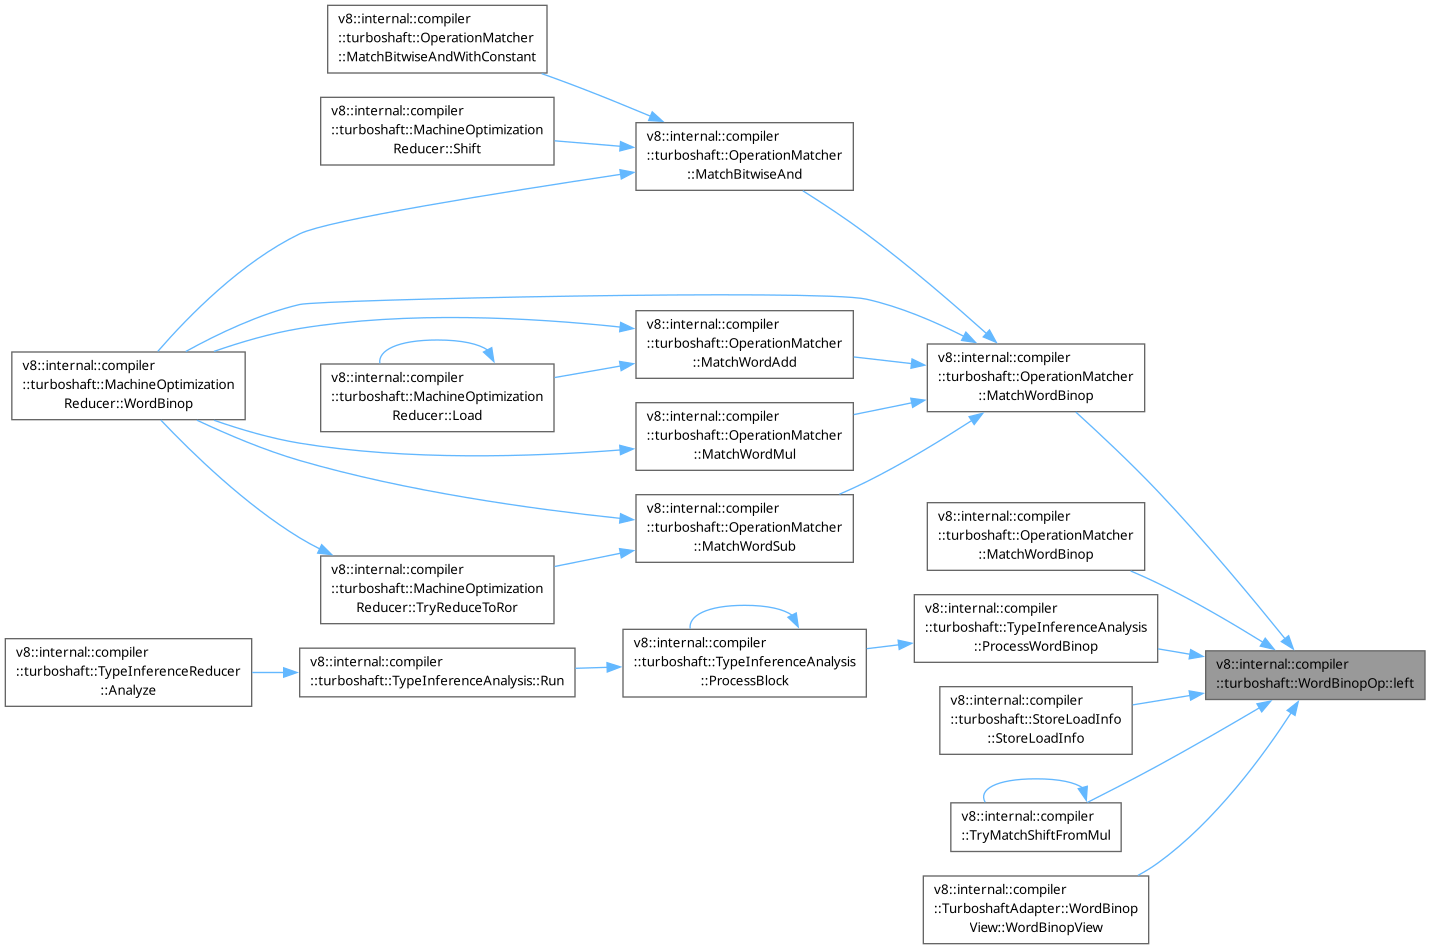 v8::internal::compiler
::turboshaft::OperationMatcher
::MatchBitwiseAndWithConstant
v8::internal::compiler
::turboshaft::MachineOptimization
Reducer::Shift
v8::internal::compiler
::turboshaft::OperationMatcher
::MatchBitwiseAnd
v8::internal::compiler
::turboshaft::MachineOptimization
Reducer::WordBinop
v8::internal::compiler
::turboshaft::MachineOptimization
Reducer::Load
v8::internal::compiler
::turboshaft::OperationMatcher
::MatchWordAdd
v8::internal::compiler
::turboshaft::OperationMatcher
::MatchWordBinop
v8::internal::compiler
::turboshaft::OperationMatcher
::MatchWordMul
v8::internal::compiler
::turboshaft::OperationMatcher
::MatchWordSub
v8::internal::compiler
::turboshaft::OperationMatcher
::MatchWordBinop
v8::internal::compiler
::turboshaft::MachineOptimization
Reducer::TryReduceToRor
v8::internal::compiler
::turboshaft::TypeInferenceReducer
::Analyze
v8::internal::compiler
::turboshaft::TypeInferenceAnalysis::Run
v8::internal::compiler
::turboshaft::TypeInferenceAnalysis
::ProcessBlock
v8::internal::compiler
::turboshaft::TypeInferenceAnalysis
::ProcessWordBinop
v8::internal::compiler
::turboshaft::WordBinopOp::left
v8::internal::compiler
::turboshaft::StoreLoadInfo
::StoreLoadInfo
v8::internal::compiler
::TryMatchShiftFromMul
v8::internal::compiler
::TurboshaftAdapter::WordBinop
View::WordBinopView